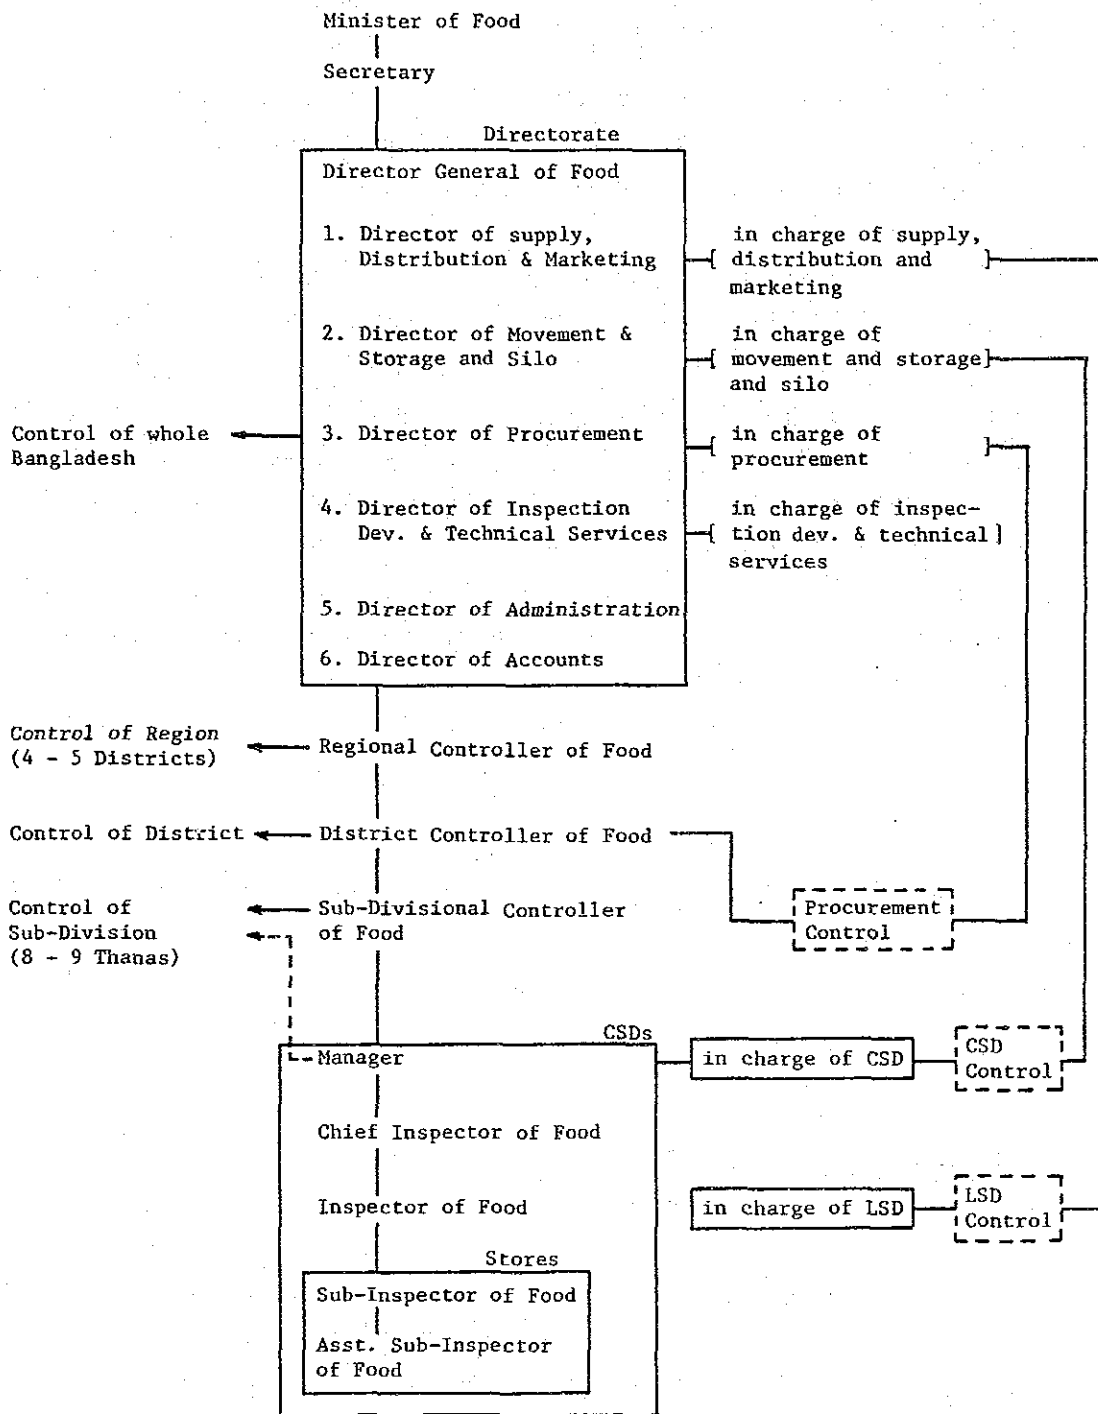 Minister of Food
Secretary
Directorate
Director General of Food
1. Director of supply,
Distribution & Marketing
in charge of supply,
distribution and
marketing
2. Director of Movement &
Storage and Silo
in charge of
movement and storage
and silo
Control of whole
Bangladesh
3. Director of Procurement
in charge of
procurement
4. Director of Inspection
Dev. & Technical Services
in charge of inspec-
tion dev. & technical
services
5. Director of Administration
6. Director of Accounts
Control of Region
(4 - 5 Districts)
Regional Controller of Food
Control of District
District Controller of Food
Control of
Sub-Division
(8 - 9 Thanas)
Sub-Divisional Controller
of Food
Procurement
Control
CSDs
Manager
in charge of CSD
CSD
Control
Chief Inspector of Food
Inspector of Food
in charge of LSD
LSD
Control
Stores
Sub-Inspector of Food
Asst. Sub-Inspector
of Food